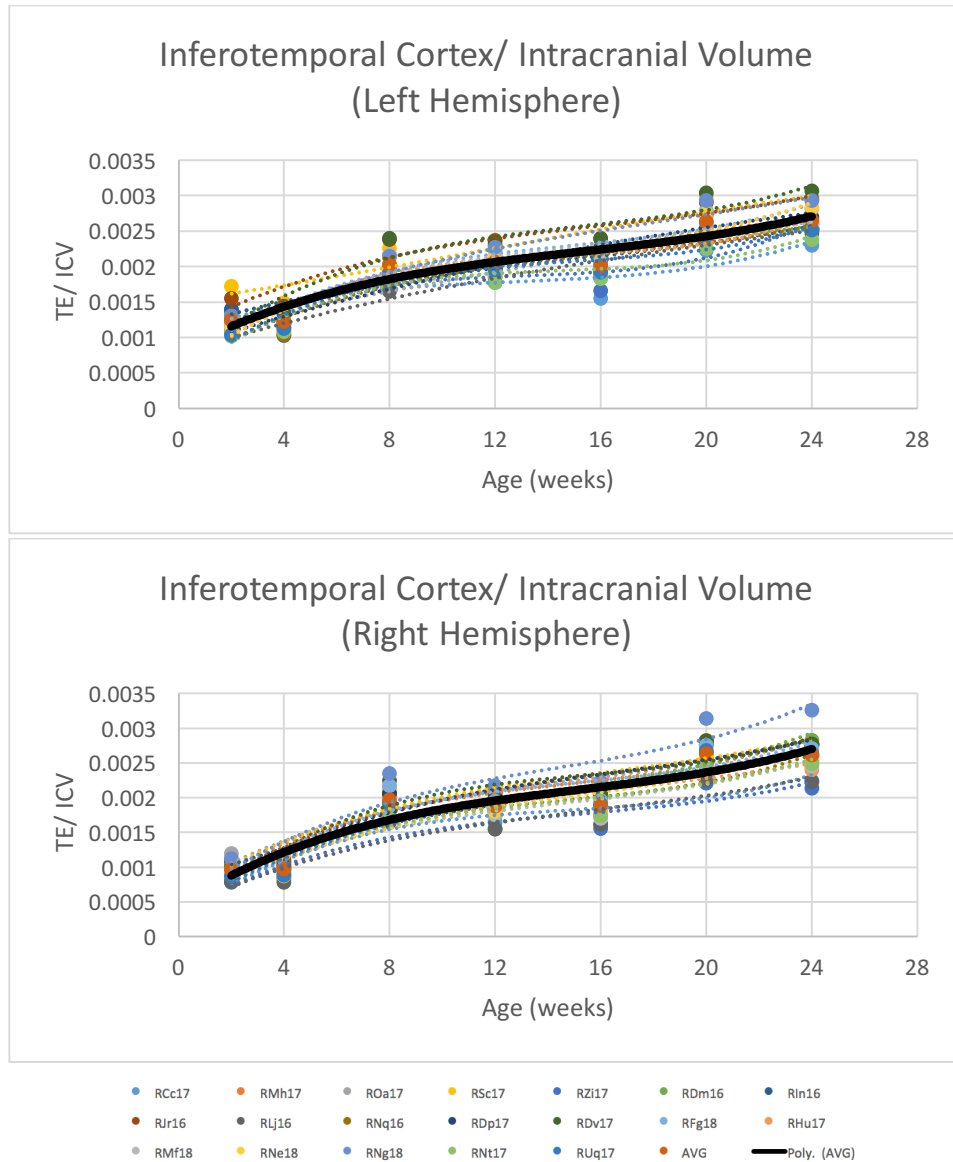 Inferotemporal Cortex/ Intracranial Volume
(Left Hemisphere)
0.0035
0.003
0.0025
0.002
0.0015
0.001
0.0005
0
TE/ ICV
0 4 8 12 16 20 24 28
Age (weeks)
Inferotemporal Cortex/ Intracranial Volume
(Right Hemisphere)
0.0035
0.003
0.0025
0.002
0.0015
0.001
0.0005
0
TE/ ICV
0 4 8 12 16 20 24 28
Age (weeks)
RCc17 RMh17 ROa17 RSc17 RZi17 RDm16 RIn16
RJr16 RLj16 RNq16 RDp17 RDv17 RFg18 RHu17
RMf18 RNe18 RNg18 RNt17 RUq17 AVG Poly. (AVG)